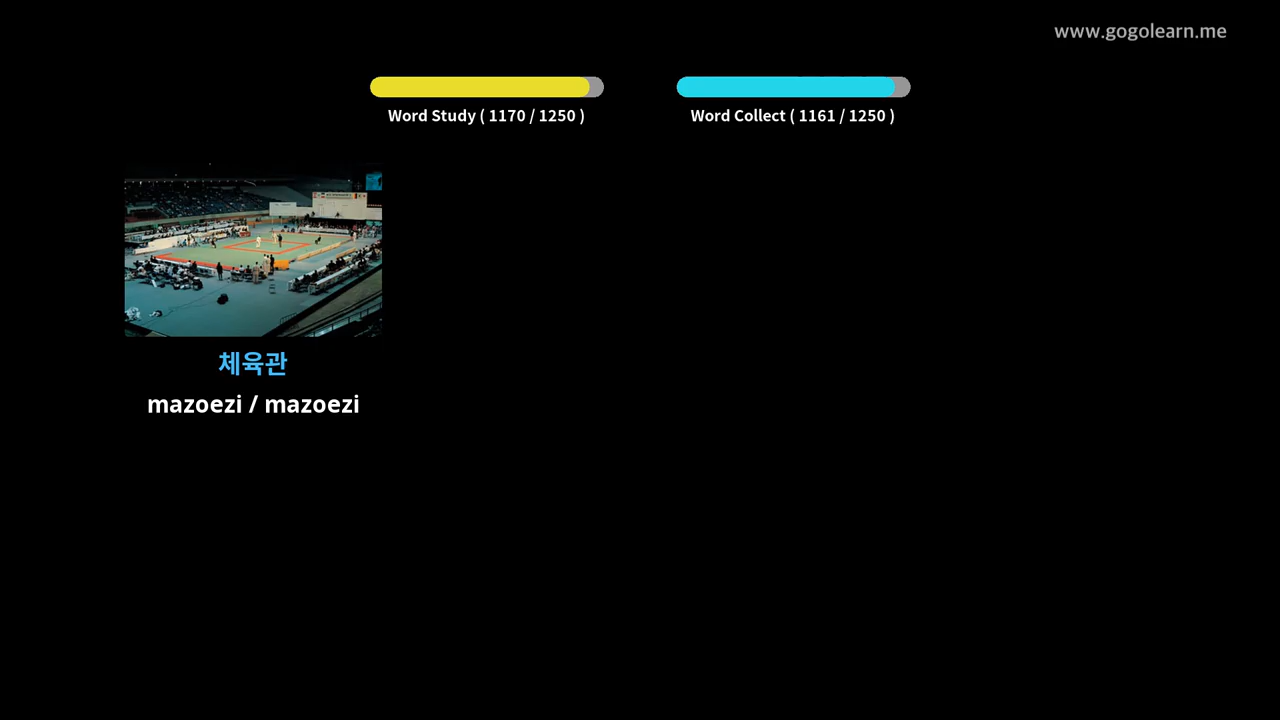 www.gogolearn.me
Word Study ( 1170 / 1250 )
Word Collect ( 1161 / 1250 )
체육관
mazoezi / mazoezi